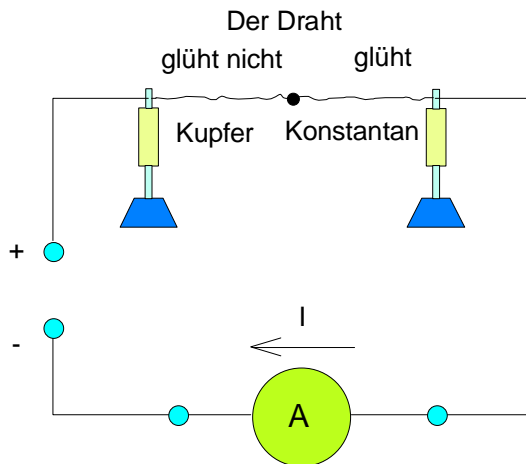 Der Draht
glüht nicht glüht
Kupfer Konstantan
+
-
I
A